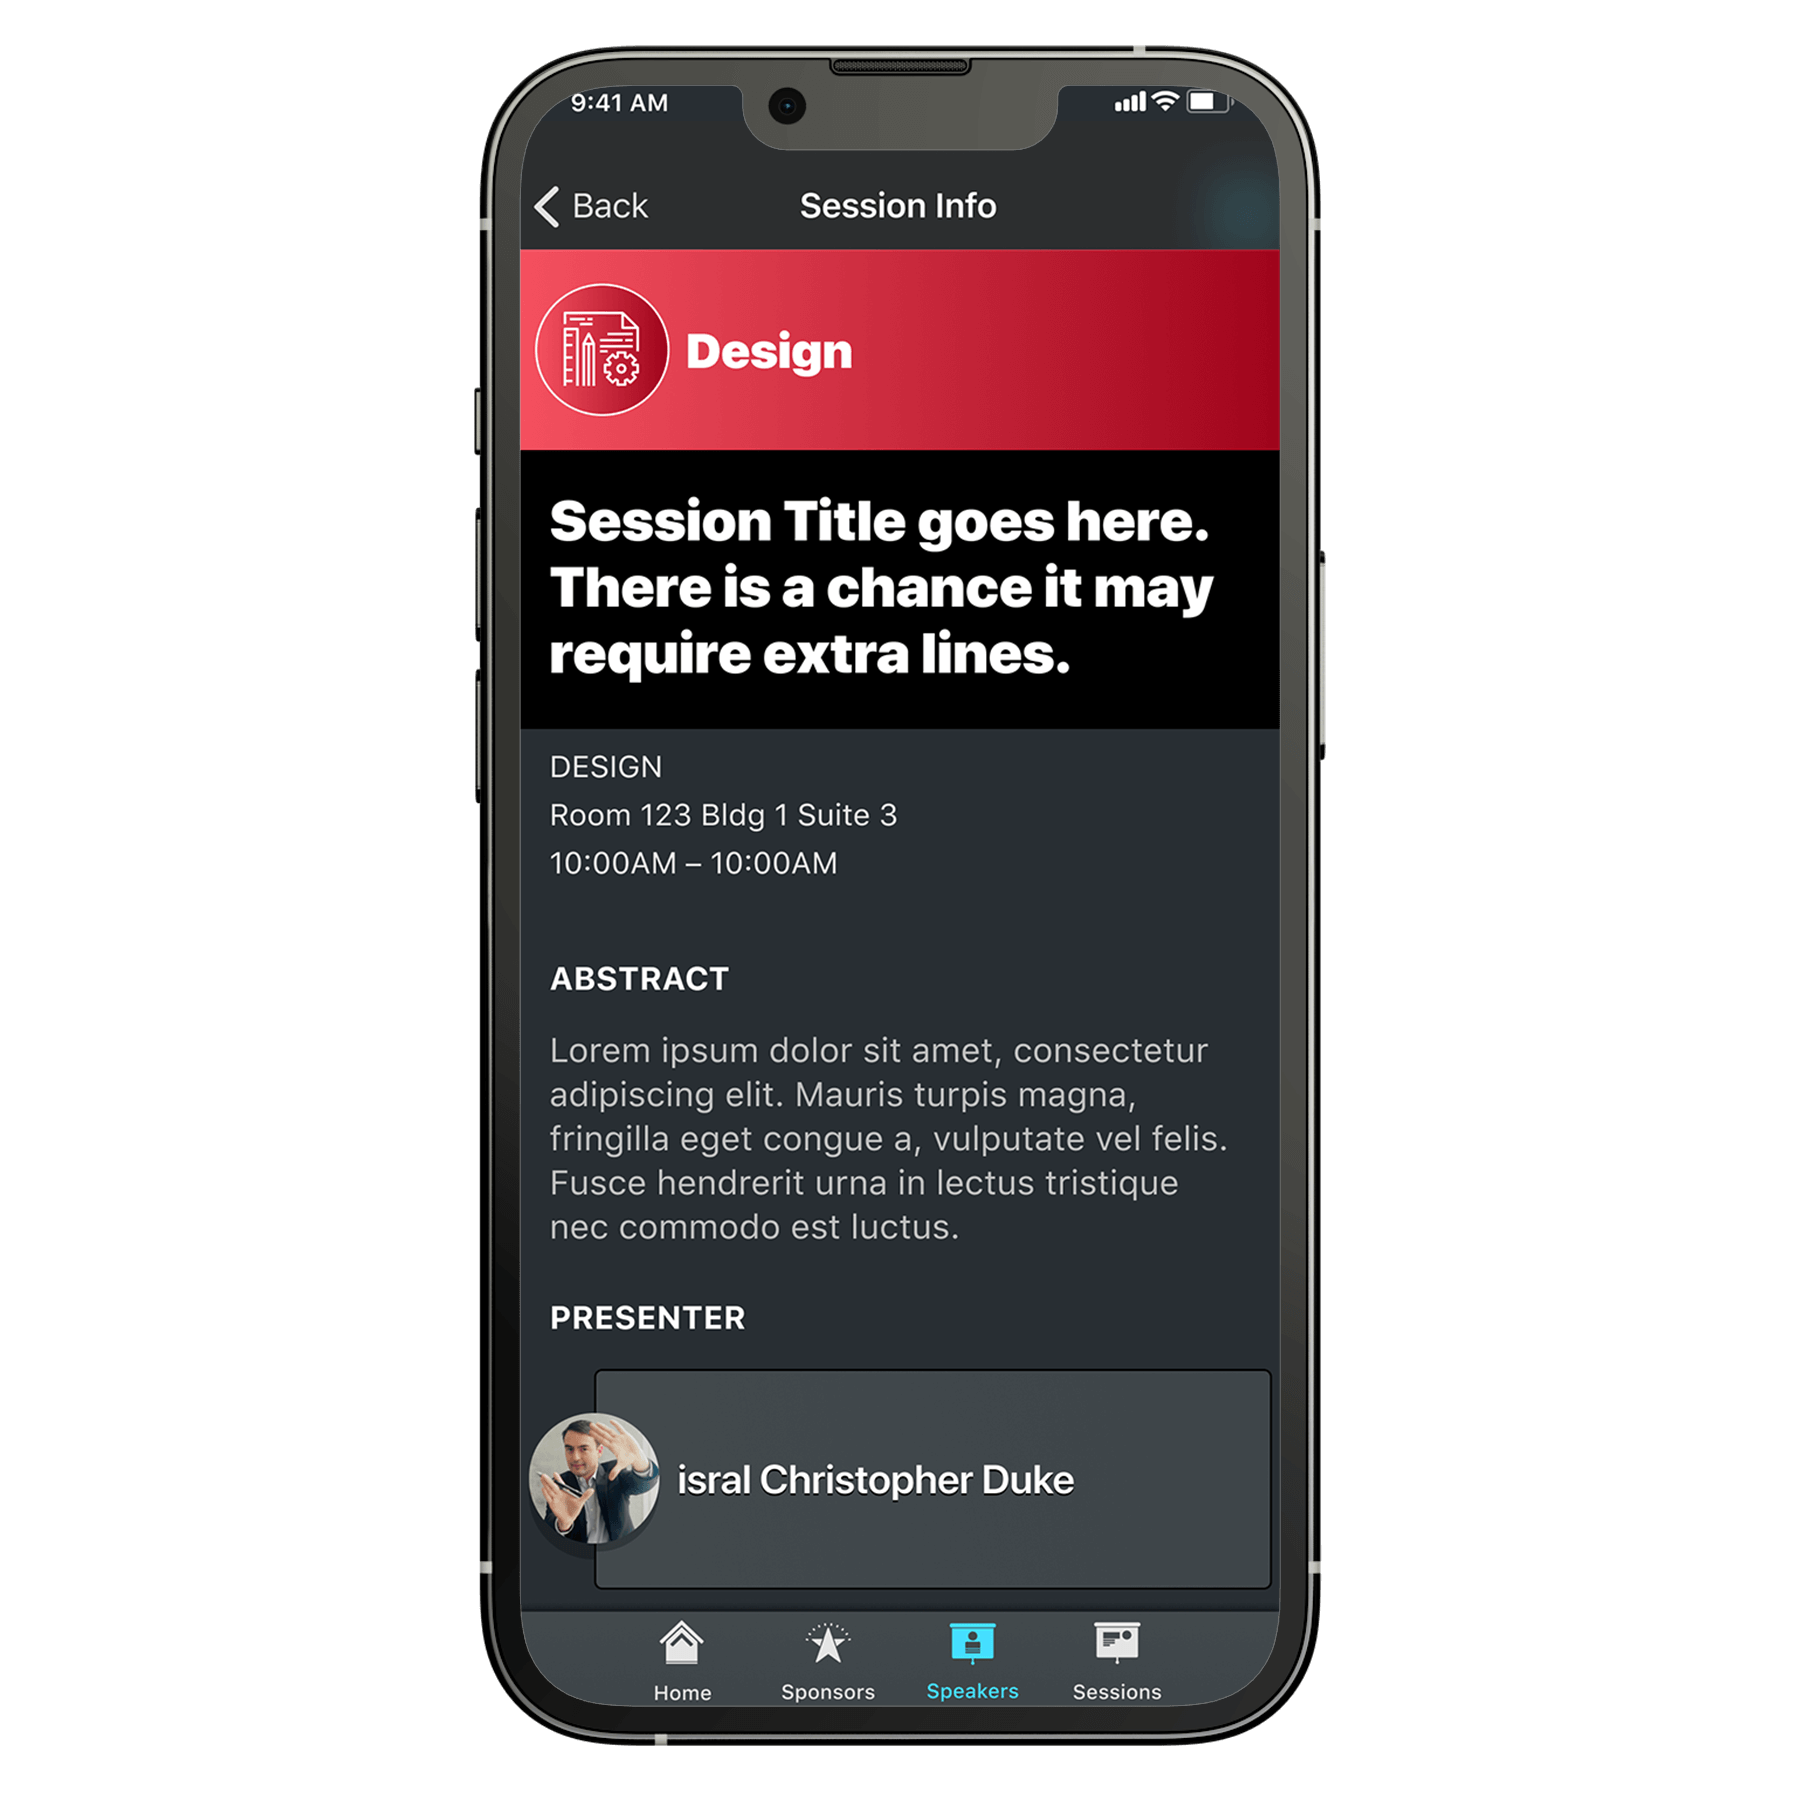 9:41 AM
Back
Session Info
Design
Session Title goes here.
There is a chance it may
require extra lines.
DESIGN
Room 123 Bldg 1 Suite 3
10:00AM – 10:00AM
ABSTRACT
Lorem ipsum dolor sit amet, consectetur
adipiscing elit. Mauris turpis magna,
fringilla eget congue a, vulputate vel felis.
Fusce hendrerit urna in lectus tristique
nec commodo est luctus.
PRESENTER
isral Christopher Duke
Home
Sponsors
Speakers
Sessions